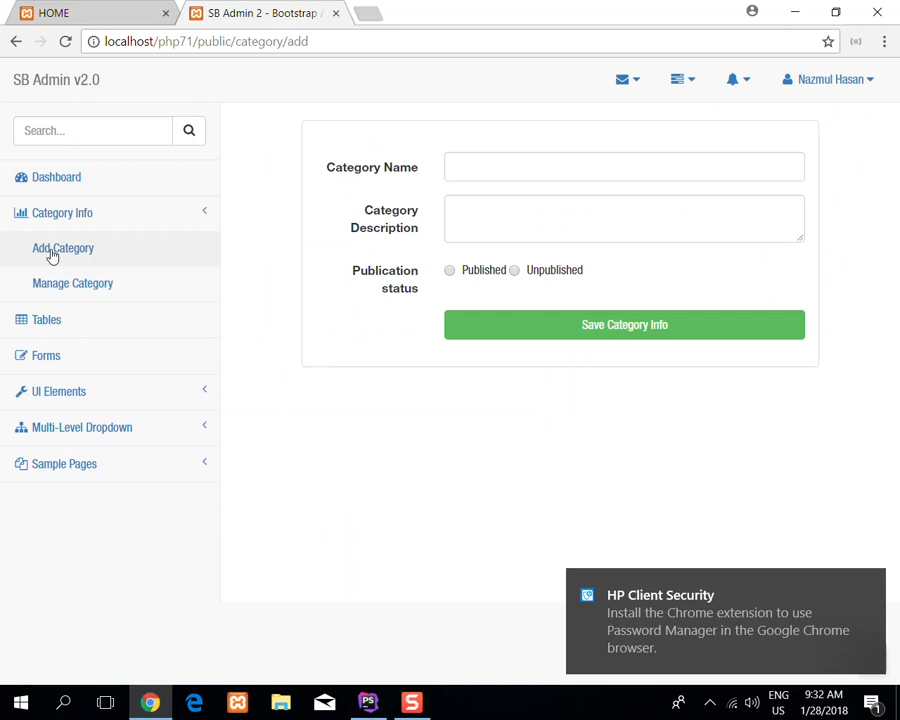 HOME
SB Admin 2 - Bootstrap
localhost/php71/public/category/add
SB Admin v2.0
Nazmul Hasan
Search...
Dashboard
Category Info
Add Category
Manage Category
Tables
Forms
UI Elements
Multi-Level Dropdown
Sample Pages
Category Name
Category
Description
Publication
status
Published
Unpublished
Save Category Info
HP Client Security
Install the Chrome extension to use
Password Manager in the Google Chrome
browser.
ENG
US
9:32 AM
1/28/2018
1